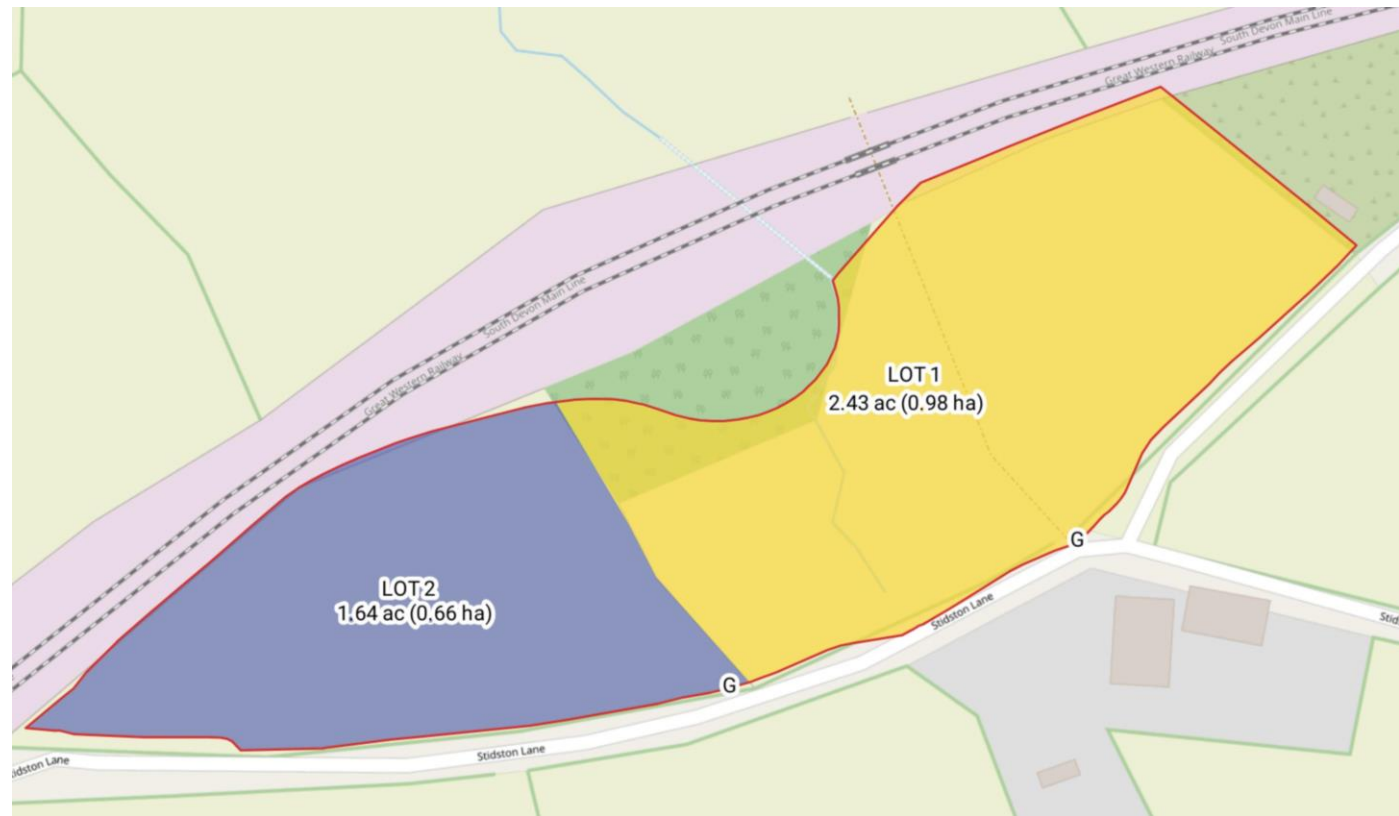 South Devon Main Line
Great Western Railway
South Devon Main Line
Great Western Railway
LOT 1
2.43 ac (0.98 ha)
LOT 2
1.64 ac (0.66 ha)
G
Stidston Lane
Stid
G
Stidston Lane
idston Lane